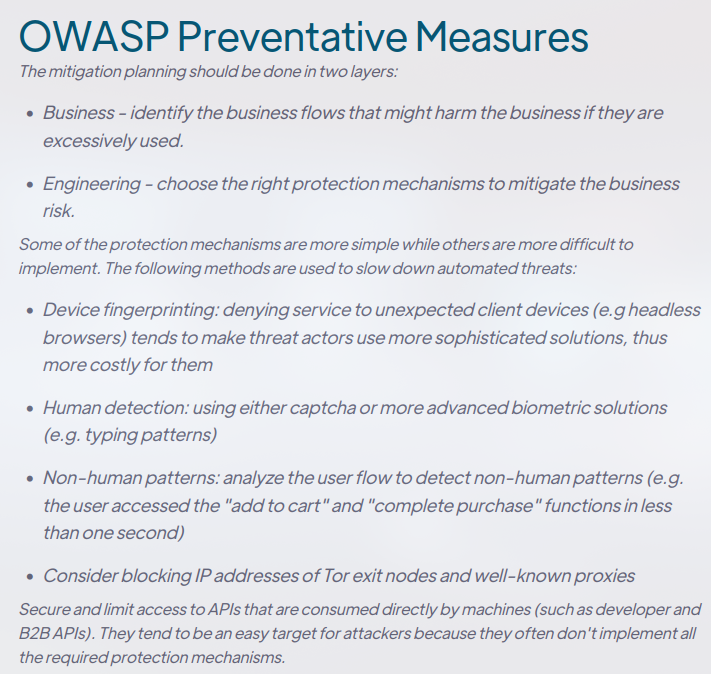 OWASP Preventative Measures
The mitigation planning should be done in two layers:
• Business - identify the business flows that might harm the business if they are
excessively used.
• Engineering - choose the right protection mechanisms to mitigate the business
risk.
Some of the protection mechanisms are more simple while others are more difficult to
implement. The following methods are used to slow down automated threats:
• Device fingerprinting: denying service to unexpected client devices (e.g headless
browsers) tends to make threat actors use more sophisticated solutions, thus
more costly for them
• Human detection: using either captcha or more advanced biometric solutions
(e.g. typing patterns)
• Non-human patterns: analyze the user flow to detect non-human patterns (e.g.
the user accessed the "add to cart" and "complete purchase" functions in less
than one second)
• Consider blocking IP addresses of Tor exit nodes and well-known proxies
Secure and limit access to APIs that are consumed directly by machines (such as developer and
B2B APIs). They tend to be an easy target for attackers because they often don't implement all
the required protection mechanisms.